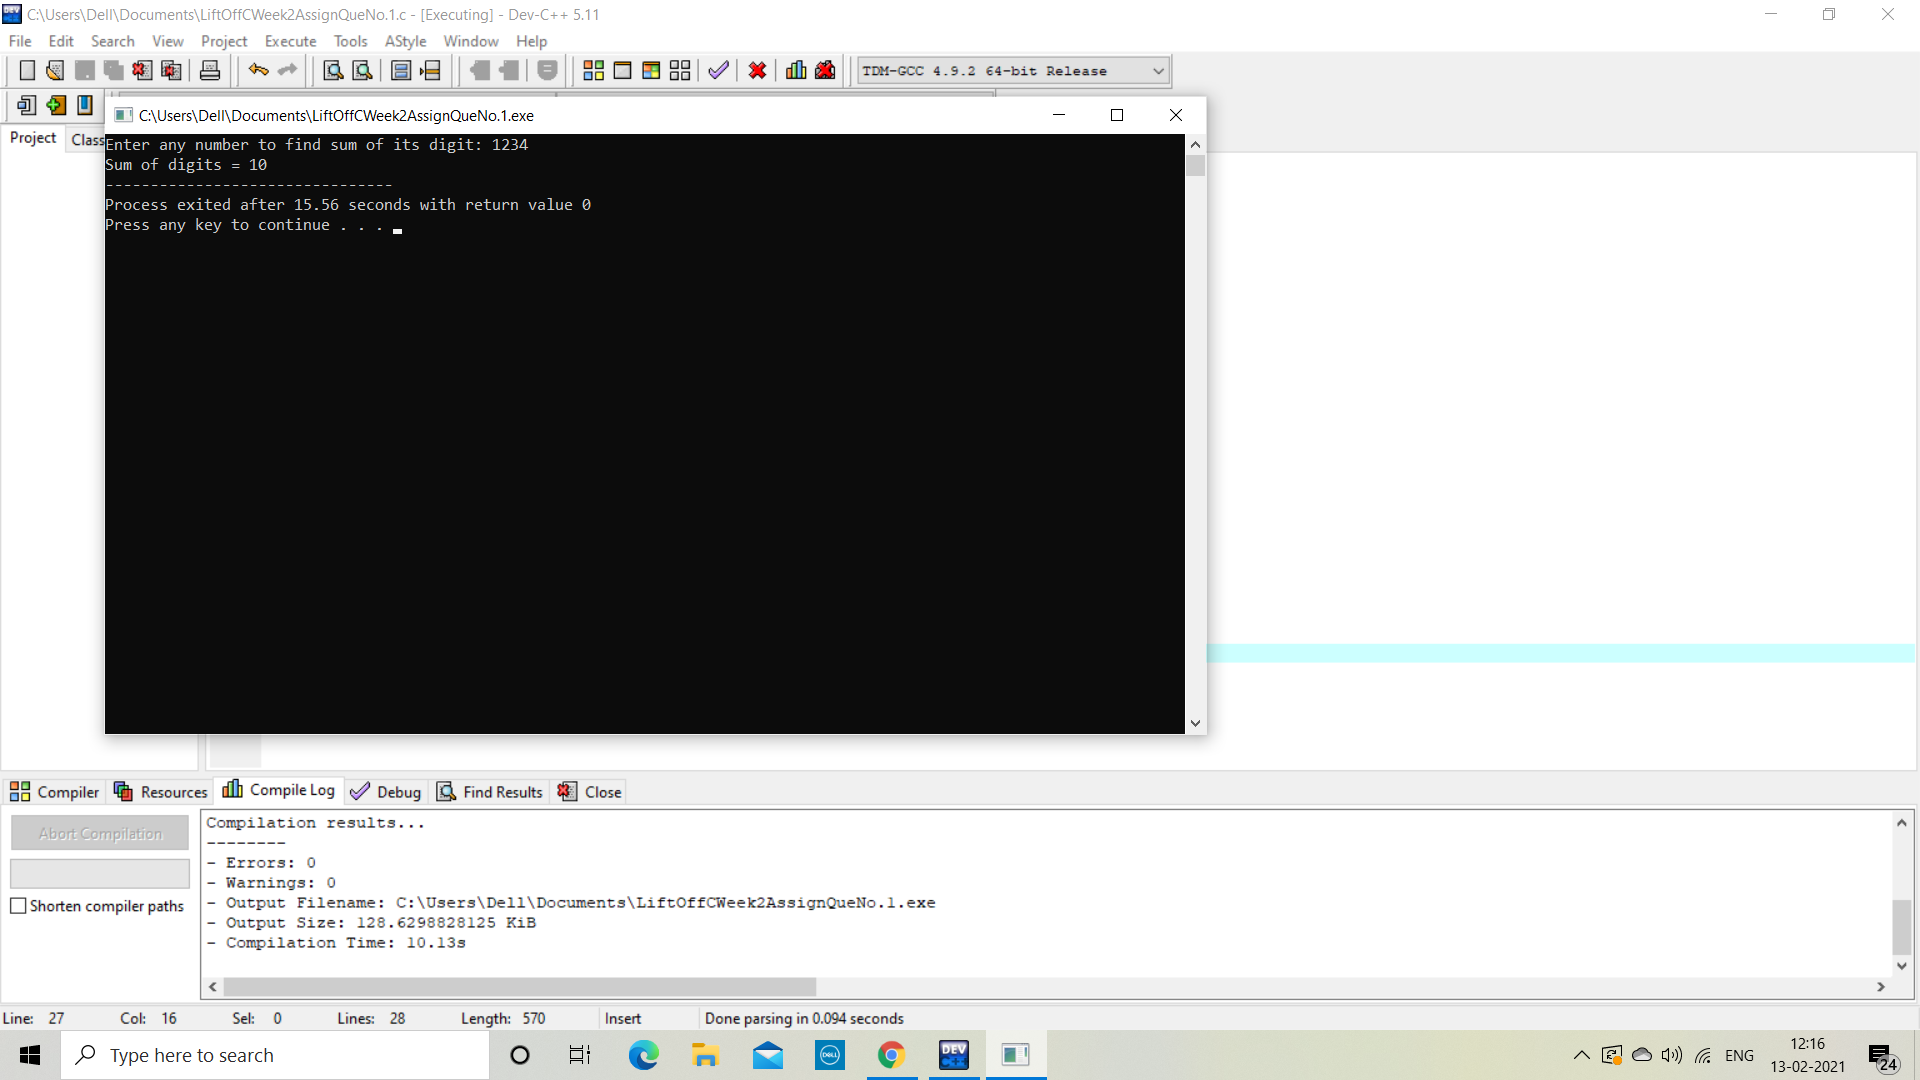 C:\Users\Dell\Documents\LiftOffCWeek2AssignQueNo.1.c - [Executing] - Dev-C++ 5.11
File Edit Search View Project Execute Tools AStyle Window Help
TDM-GCC 4.9.2 64-bit Release
C:\Users\Dell\Documents\LiftOffCWeek2AssignQueNo.1.exe
Project Class
Enter any number to find sum of its digit: 1234
Sum of digits = 10
--------------------------------
Process exited after 15.56 seconds with return value 0
Press any key to continue . . .
Compiler Resources Compile Log Debug Find Results Close
Abort Compilation
Shorten compiler paths
Compilation results...
--------
- Errors: 0
- Warnings: 0
- Output Filename: C:\Users\Dell\Documents\LiftOffCWeek2AssignQueNo.1.exe
- Output Size: 128.6298828125 KiB
- Compilation Time: 10.13s
Line: 27 Col: 16 Sel: 0 Lines: 28 Length: 570 Insert Done parsing in 0.094 seconds
Type here to search
DELL
DEV C++
ENG
12:16
13-02-2021
24